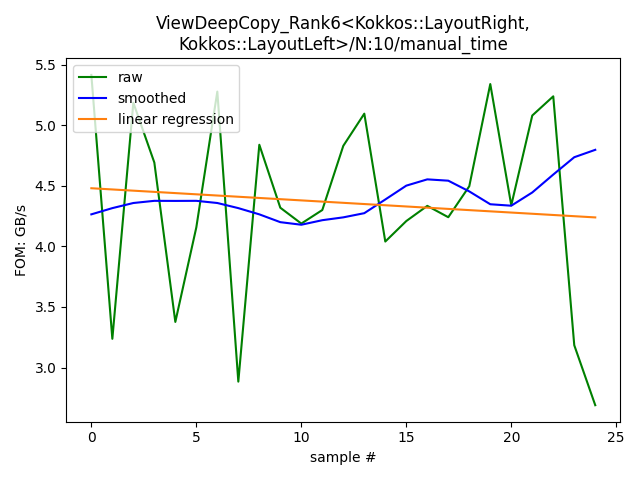 ViewDeepCopy_Rank6<Kokkos::LayoutRight,
Kokkos::LayoutLeft>/N:10/manual_time
raw
smoothed
linear regression
FOM: GB/s
5.5
5.0
4.5
4.0
3.5
3.0
0 5 10 15 20 25
sample #